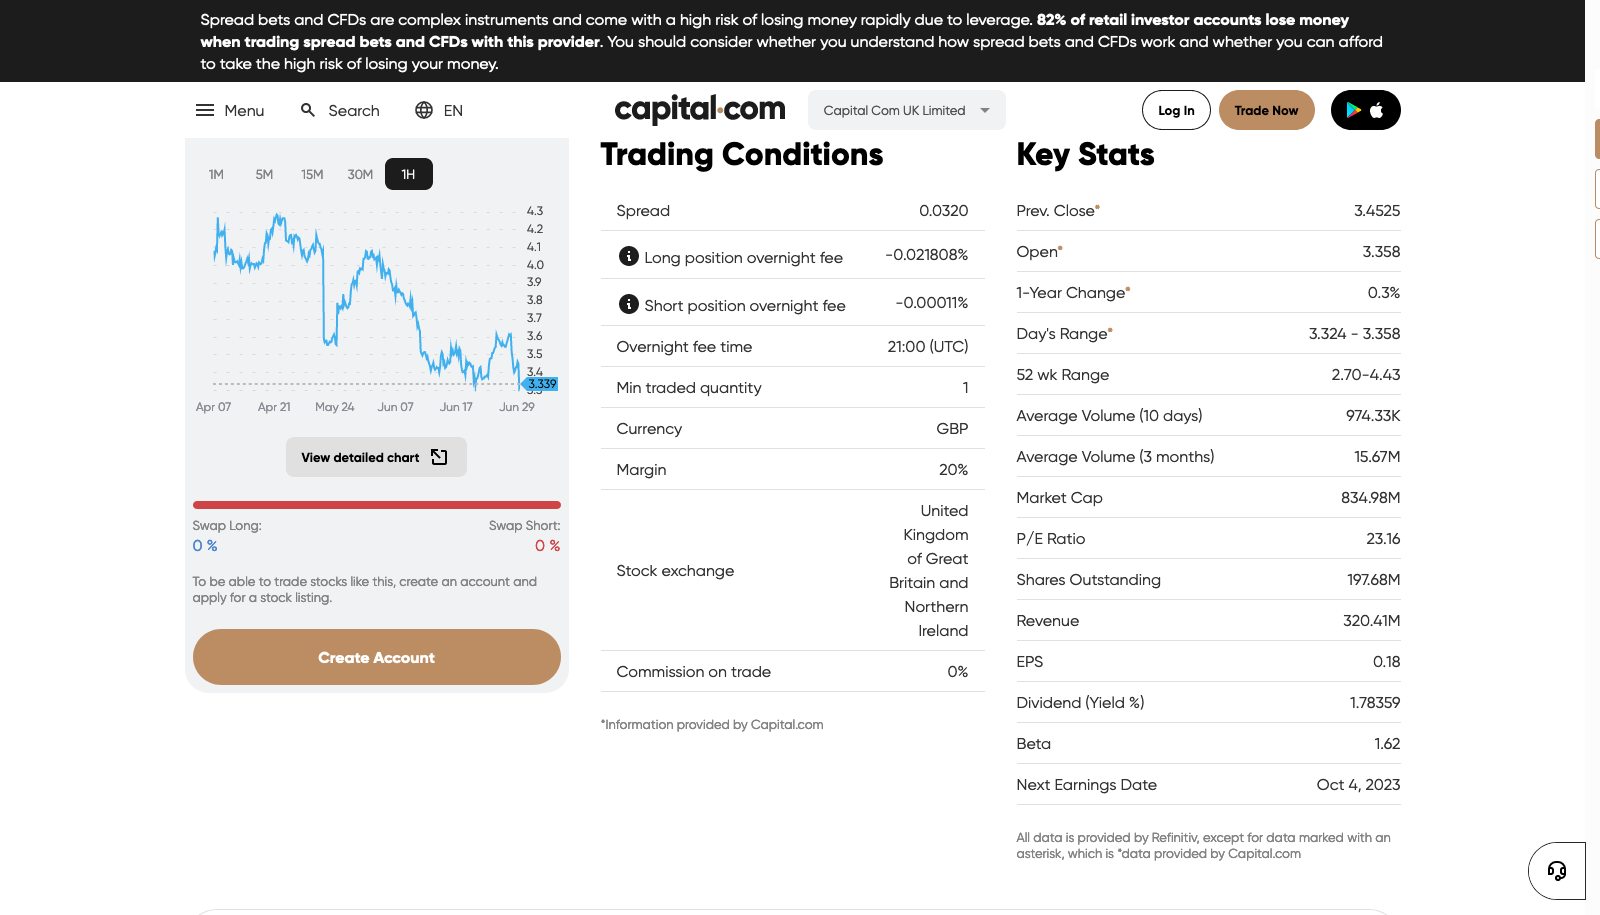 Spread bets and CFDs are complex instruments and come with a high risk of losing money rapidly due to leverage. 82% of retail investor accounts lose money
when trading spread bets and CFDs with this provider. You should consider whether you understand how spread bets and CFDs work and whether you can afford
to take the high risk of losing your money.
Menu
Search
EN
capital.com
Capital Com UK Limited
Log In
Trade Now
1M 5M 15M 30M 1H
4.3
4.2
4.1
4.0
3.9
3.8
3.7
3.6
3.5
3.4
3.339
Apr 07 Apr 21 May 24 Jun 07 Jun 17 Jun 29
View detailed chart
Swap Long: Swap Short:
0 % 0 %
To be able to trade stocks like this, create an account and
apply for a stock listing.
Create Account
Trading Conditions
Spread 0.0320
Long position overnight fee -0.021808%
Short position overnight fee -0.00011%
Overnight fee time 21:00 (UTC)
Min traded quantity 1
Currency GBP
Margin 20%
Stock exchange
United
Kingdom
of Great
Britain and
Northern
Ireland
Commission on trade 0%
*Information provided by Capital.com
Key Stats
Prev. Close* 3.4525
Open* 3.358
1-Year Change* 0.3%
Day's Range* 3.324 - 3.358
52 wk Range 2.70-4.43
Average Volume (10 days) 974.33K
Average Volume (3 months) 15.67M
Market Cap 834.98M
P/E Ratio 23.16
Shares Outstanding 197.68M
Revenue 320.41M
EPS 0.18
Dividend (Yield %) 1.78359
Beta 1.62
Next Earnings Date Oct 4, 2023
All data is provided by Refinitiv, except for data marked with an
asterisk, which is *data provided by Capital.com